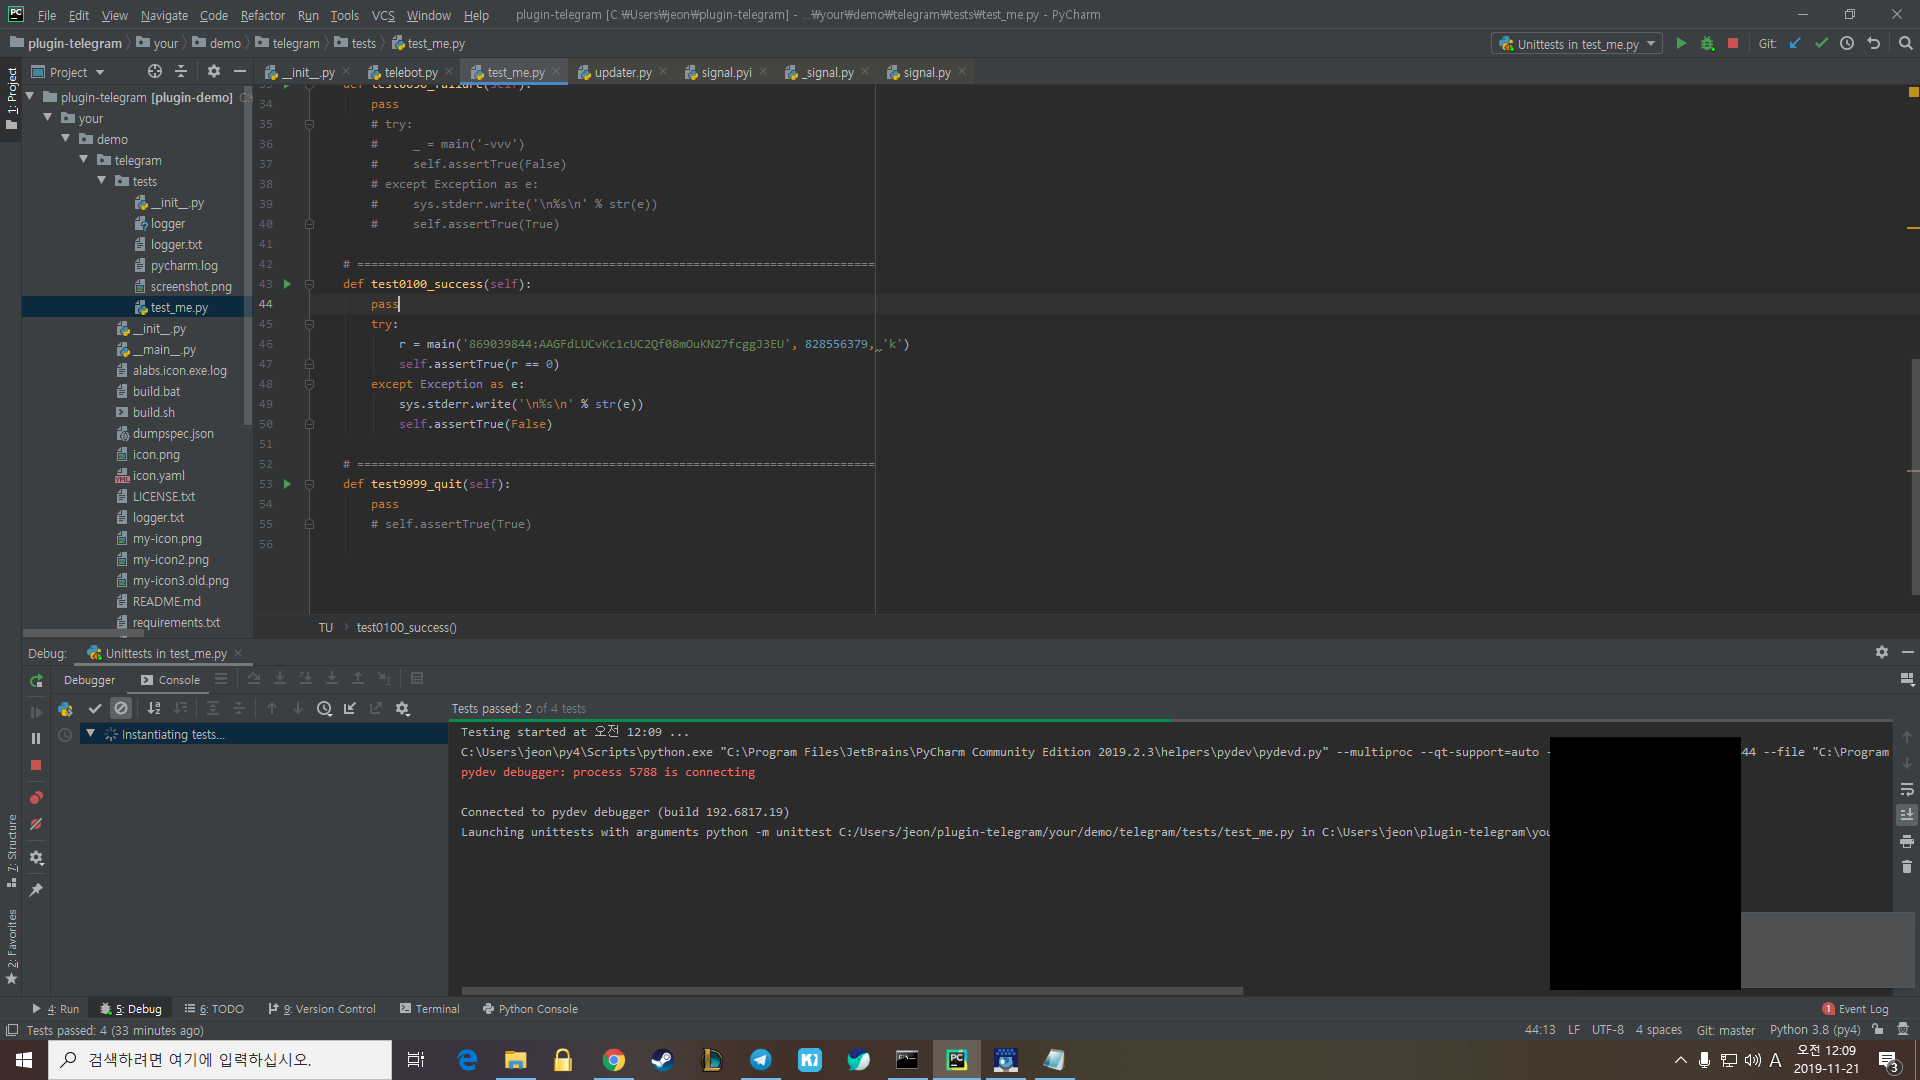 File Edit View Navigate Code Refactor Run Tools VCS Window Help plugin-telegram [C:₩Users₩jeon₩plugin-telegram] - ...₩your₩demo₩telegram₩tests₩test_me.py - PyCharm
plugin-telegram your demo telegram tests test_me.py Unittests in test_me.py Git:
1: Project
Project __init__.py telebot.py test_me.py updater.py signal.pyi _signal.py signal.py
plugin-telegram [plugin-demo]
your
demo
telegram
tests
__init__.py
logger
logger.txt
pycharm.log
screenshot.png
test_me.py
__init__.py
__main__.py
alabs.icon.exe.log
build.bat
build.sh
dumpspec.json
icon.png
icon.yaml
LICENSE.txt
logger.txt
my-icon.png
my-icon2.png
my-icon3.old.png
README.md
requirements.txt
34 pass
35 # try:
36 # _ = main('-vvv')
37 # self.assertTrue(False)
38 # except Exception as e:
39 # sys.stderr.write('\n%s\n' % str(e))
40 # self.assertTrue(True)
41
42 # ==========================================================================
43 def test0100_success(self):
44 pass
45 try:
46 r = main('869039844:AAGFdLUCvKc1cUC2Qf08mOuKN27fcggJ3EU', 828556379, 'k')
47 self.assertTrue(r == 0)
48 except Exception as e:
49 sys.stderr.write('\n%s\n' % str(e))
50 self.assertTrue(False)
51
52 # ==========================================================================
53 def test9999_quit(self):
54 pass
55 # self.assertTrue(True)
56
TU test0100_success()
Debug: Unittests in test_me.py
Debugger Console
Tests passed: 2 of 4 tests
Instantiating tests...
Testing started at 오전 12:09 ...
C:\Users\jeon\py4\Scripts\python.exe "C:\Program Files\JetBrains\PyCharm Community Edition 2019.2.3\helpers\pydev\pydevd.py" --multiproc --qt-support=auto - 44 --file "C:\Program
pydev debugger: process 5788 is connecting
Connected to pydev debugger (build 192.6817.19)
Launching unittests with arguments python -m unittest C:/Users/jeon/plugin-telegram/your/demo/telegram/tests/test_me.py in C:\Users\jeon\plugin-telegram\you
7: Structure
2: Favorites
4: Run 5: Debug 6: TODO 9: Version Control Terminal Python Console 1 Event Log
Tests passed: 4 (33 minutes ago) 44:13 LF UTF-8 4 spaces Git: master Python 3.8 (py4)
검색하려면 여기에 입력하십시오. A 오전 12:09
2019-11-21 3